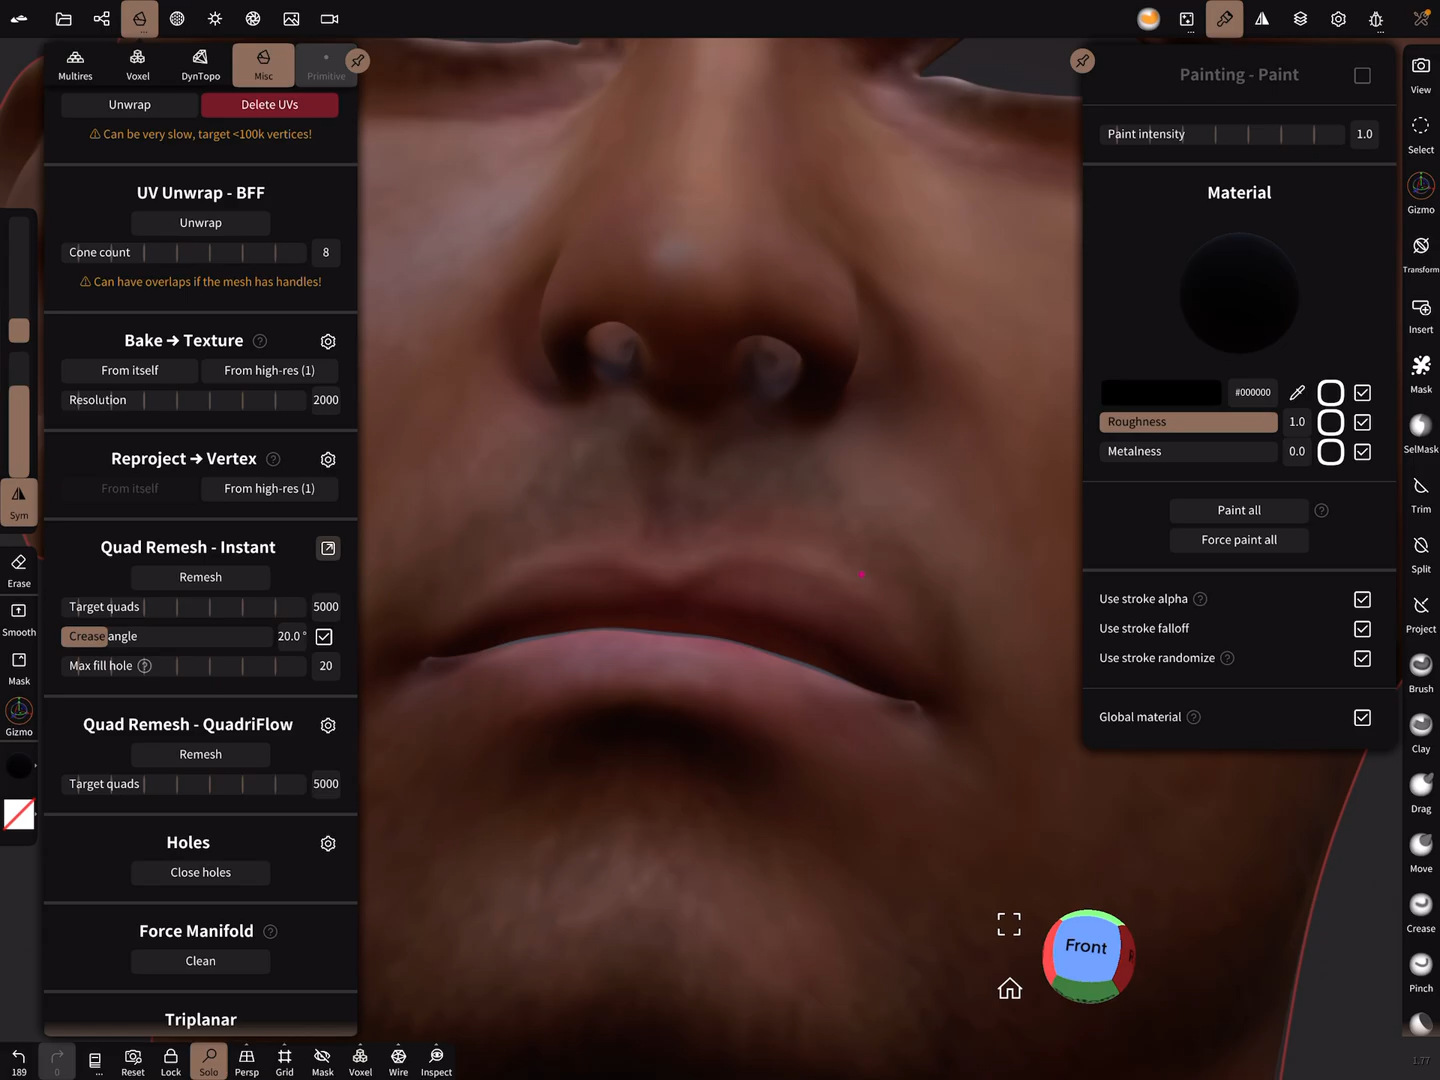 Multires
Voxel
DynTopo
Misc
Primitive
Unwrap
Delete UVs
Can be very slow, target <100k vertices!
UV Unwrap - BFF
Unwrap
Cone count
8
Can have overlaps if the mesh has handles!
Bake → Texture ?
From itself
From high-res (1)
Resolution
2000
Reproject → Vertex ?
From itself
From high-res (1)
Quad Remesh - Instant
Remesh
Target quads
5000
Crease angle
20.0 °
Max fill hole ?
20
Quad Remesh - QuadriFlow
Remesh
Target quads
5000
Holes
Close holes
Force Manifold ?
Clean
Triplanar
Sym
Erase
Smooth
Mask
Gizmo
189
0
Reset
Lock
Solo
Persp
Grid
Mask
Voxel
Wire
Inspect
Front
Painting - Paint
Paint intensity
1.0
Material
#000000
Roughness
1.0
Metalness
0.0
Paint all ?
Force paint all
Use stroke alpha ?
Use stroke falloff
Use stroke randomize ?
Global material ?
View
Select
Gizmo
Transform
Insert
Mask
SelMask
Trim
Split
Project
Brush
Clay
Drag
Move
Crease
Pinch
1.77